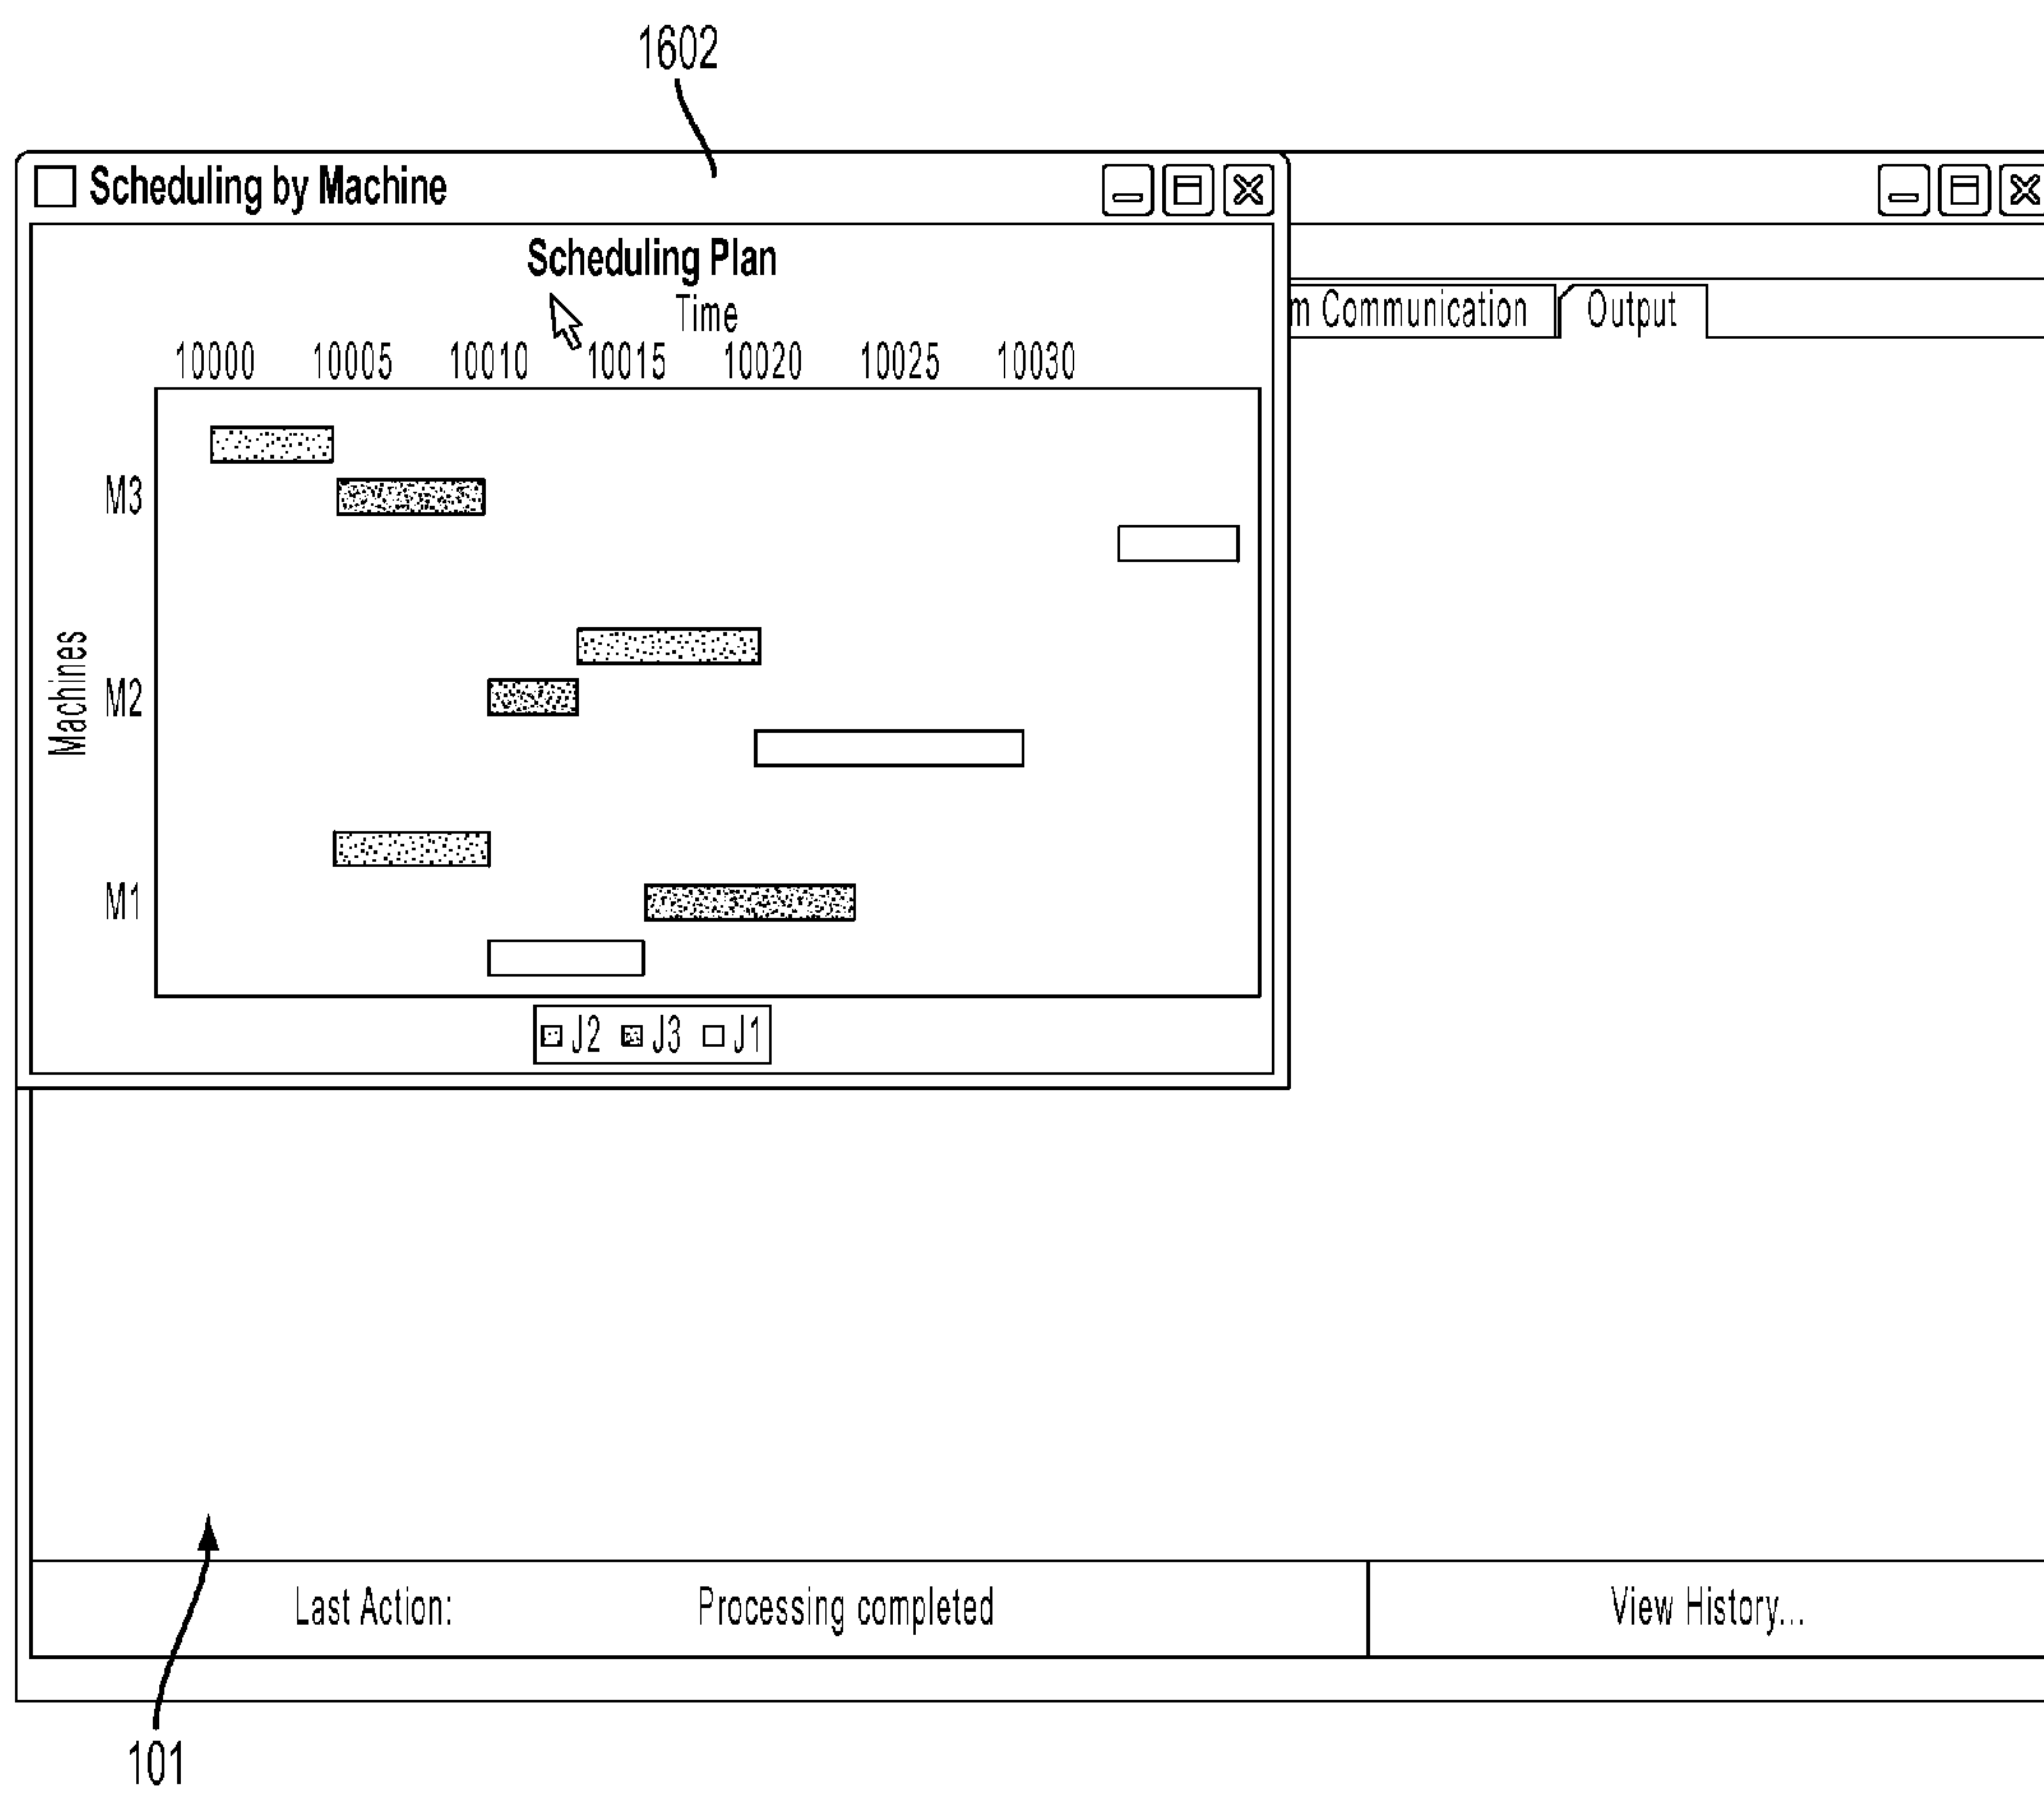 1602
Scheduling by Machine
Scheduling Plan
Time
10000 10005 10010 10015 10020 10025 10030
m Communication
Output
Machines
M3
M2
M1
J2 J3 J1
Last Action: Processing completed
View History...
101